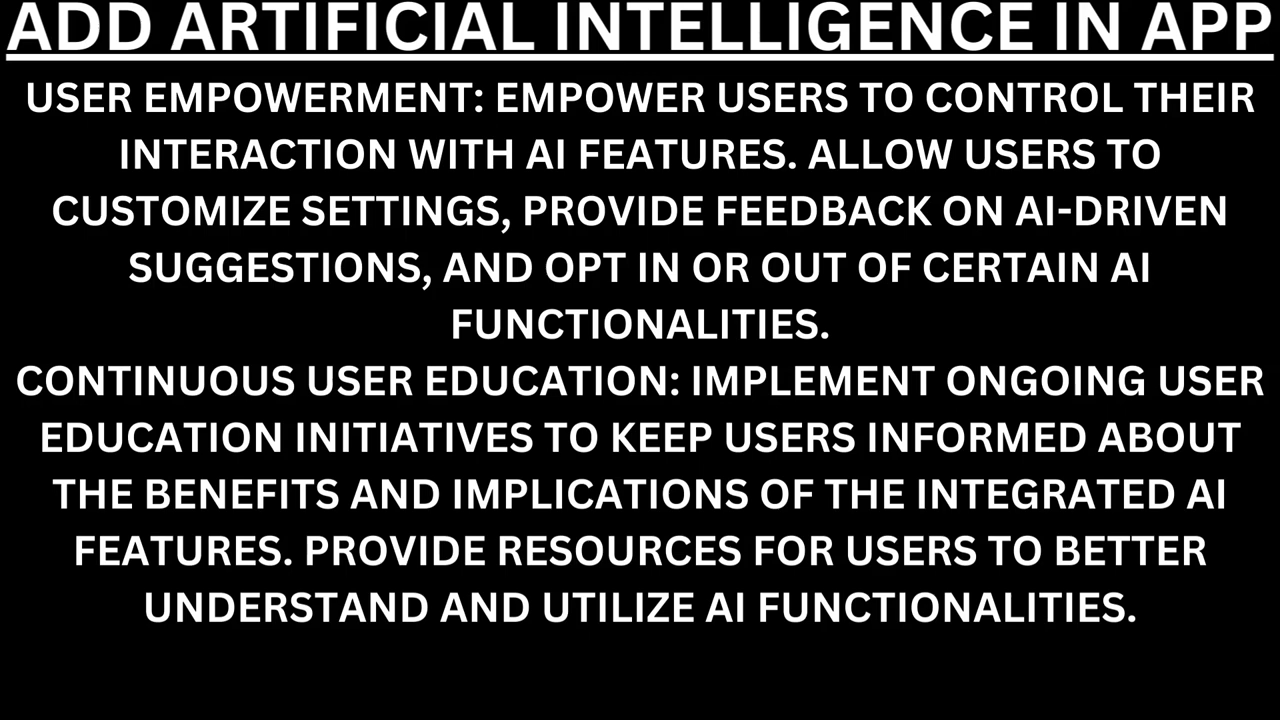 ADD ARTIFICIAL INTELLIGENCE IN APP
USER EMPOWERMENT: EMPOWER USERS TO CONTROL THEIR
INTERACTION WITH AI FEATURES. ALLOW USERS TO
CUSTOMIZE SETTINGS, PROVIDE FEEDBACK ON AI-DRIVEN
SUGGESTIONS, AND OPT IN OR OUT OF CERTAIN AI
FUNCTIONALITIES.
CONTINUOUS USER EDUCATION: IMPLEMENT ONGOING USER
EDUCATION INITIATIVES TO KEEP USERS INFORMED ABOUT
THE BENEFITS AND IMPLICATIONS OF THE INTEGRATED AI
FEATURES. PROVIDE RESOURCES FOR USERS TO BETTER
UNDERSTAND AND UTILIZE AI FUNCTIONALITIES.